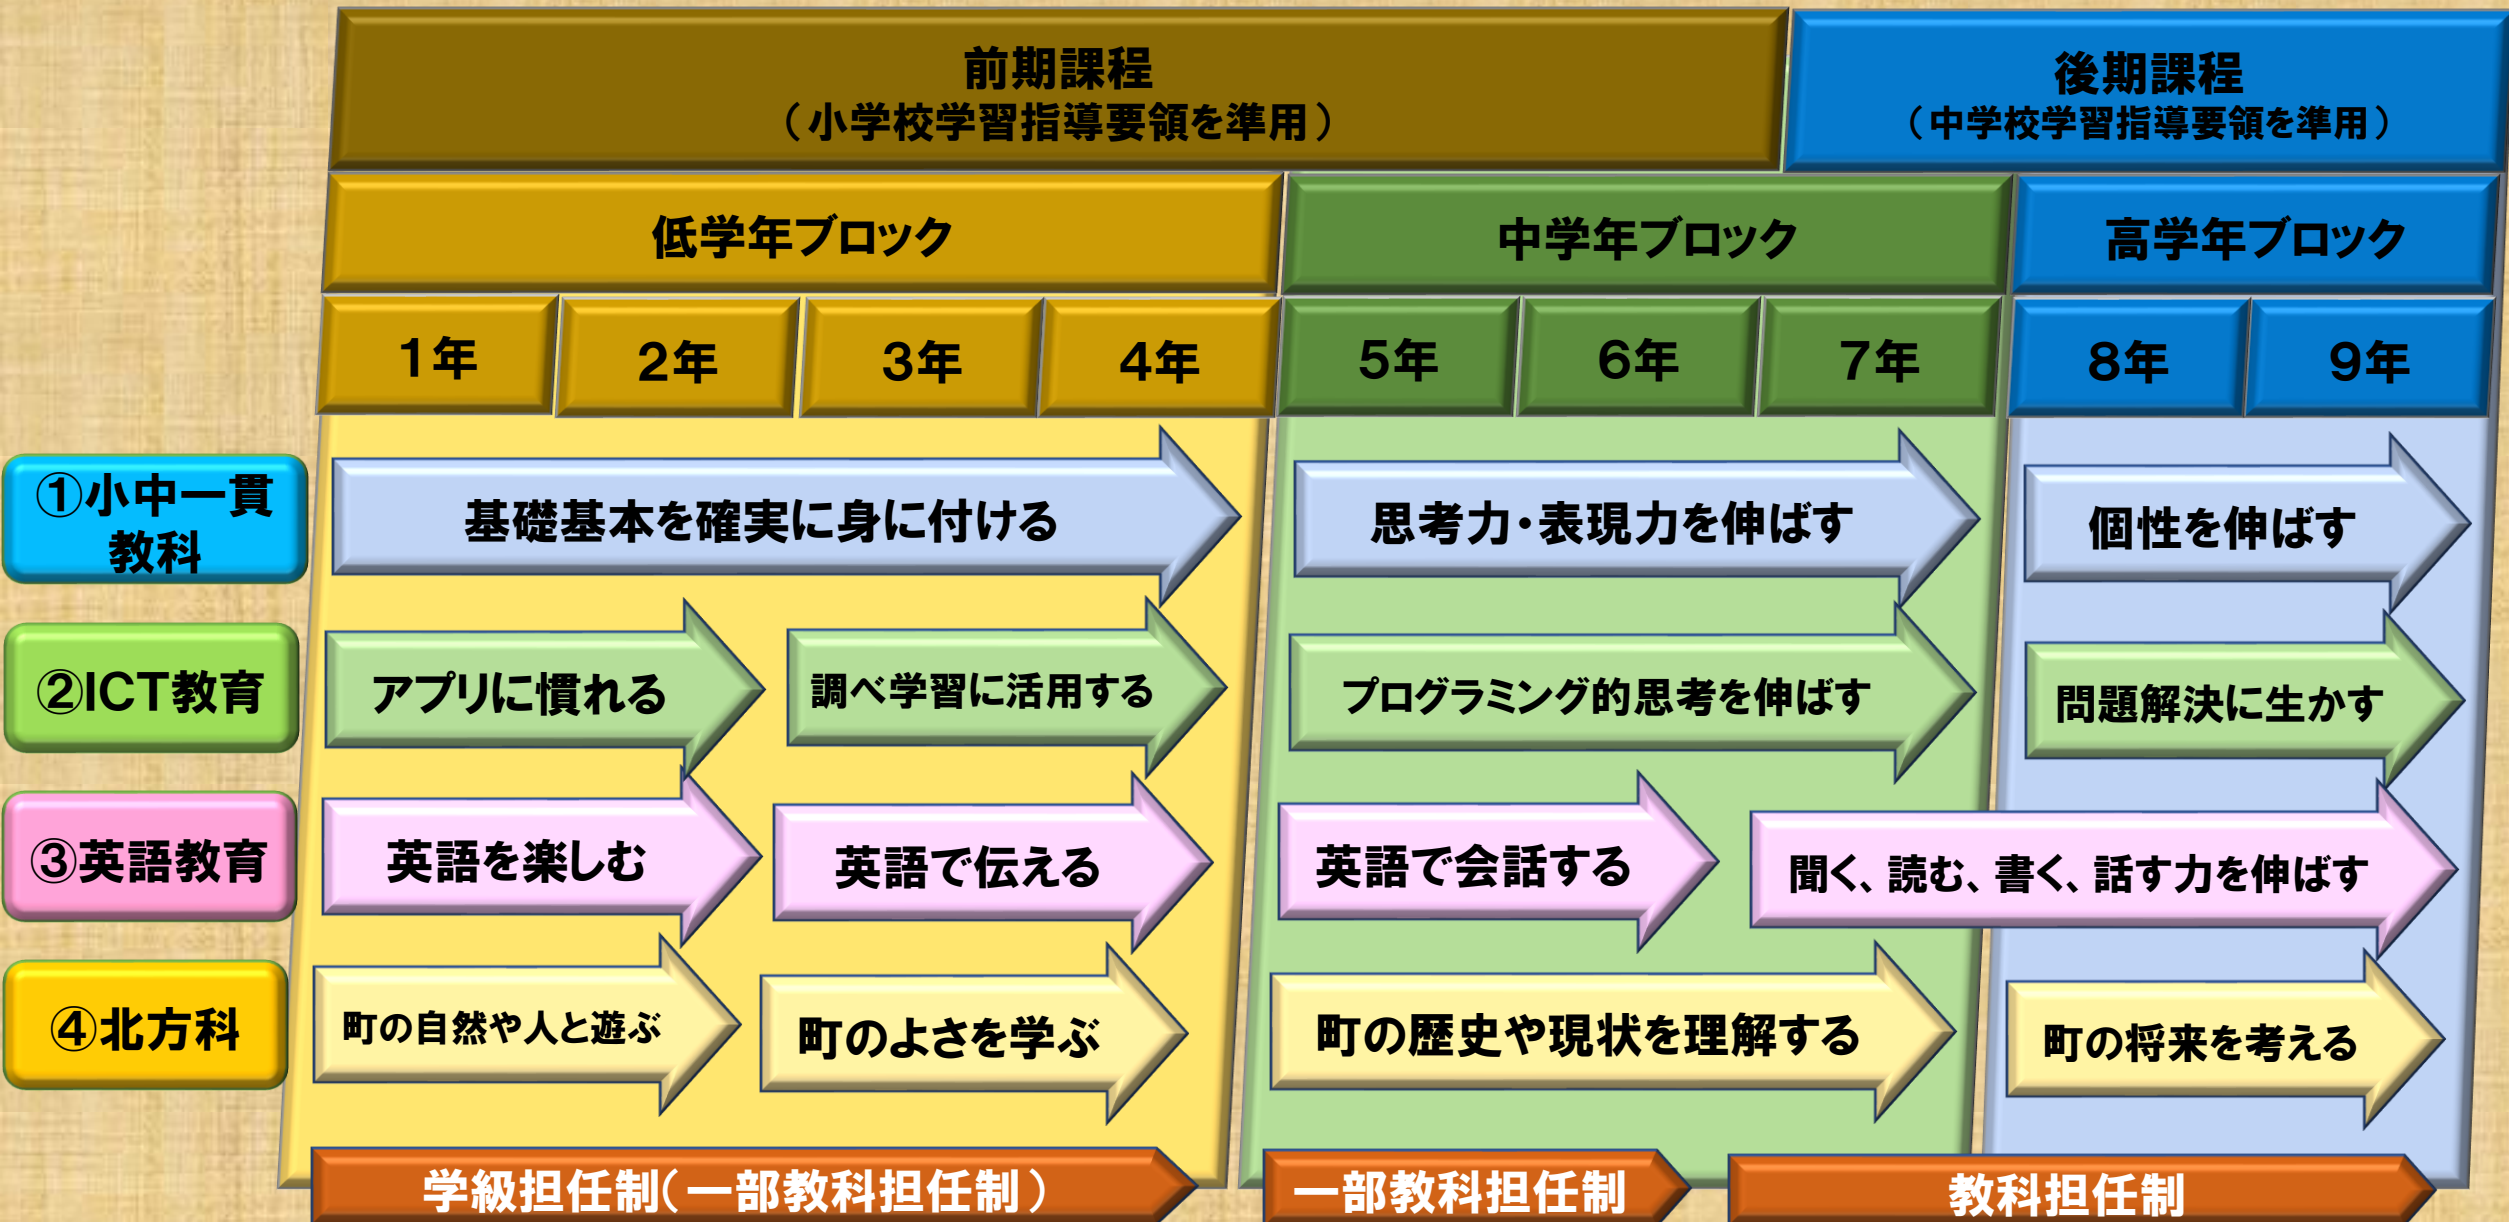 前期課程
（小学校学習指導要領を準用）
後期課程
（中学校学習指導要領を準用）
低学年ブロック
中学年ブロック
高学年ブロック
1年
2年
3年
4年
5年
6年
7年
8年
9年
①小中一貫
教科
基礎基本を確実に身に付ける
思考力・表現力を伸ばす
個性を伸ばす
②ICT教育
アプリに慣れる
調べ学習に活用する
プログラミング的思考を伸ばす
問題解決に生かす
③英語教育
英語を楽しむ
英語で伝える
英語で会話する
聞く、読む、書く、話す力を伸ばす
④北方科
町の自然や人と遊ぶ
町のよさを学ぶ
町の歴史や現状を理解する
町の将来を考える
学級担任制（一部教科担任制）
一部教科担任制
教科担任制